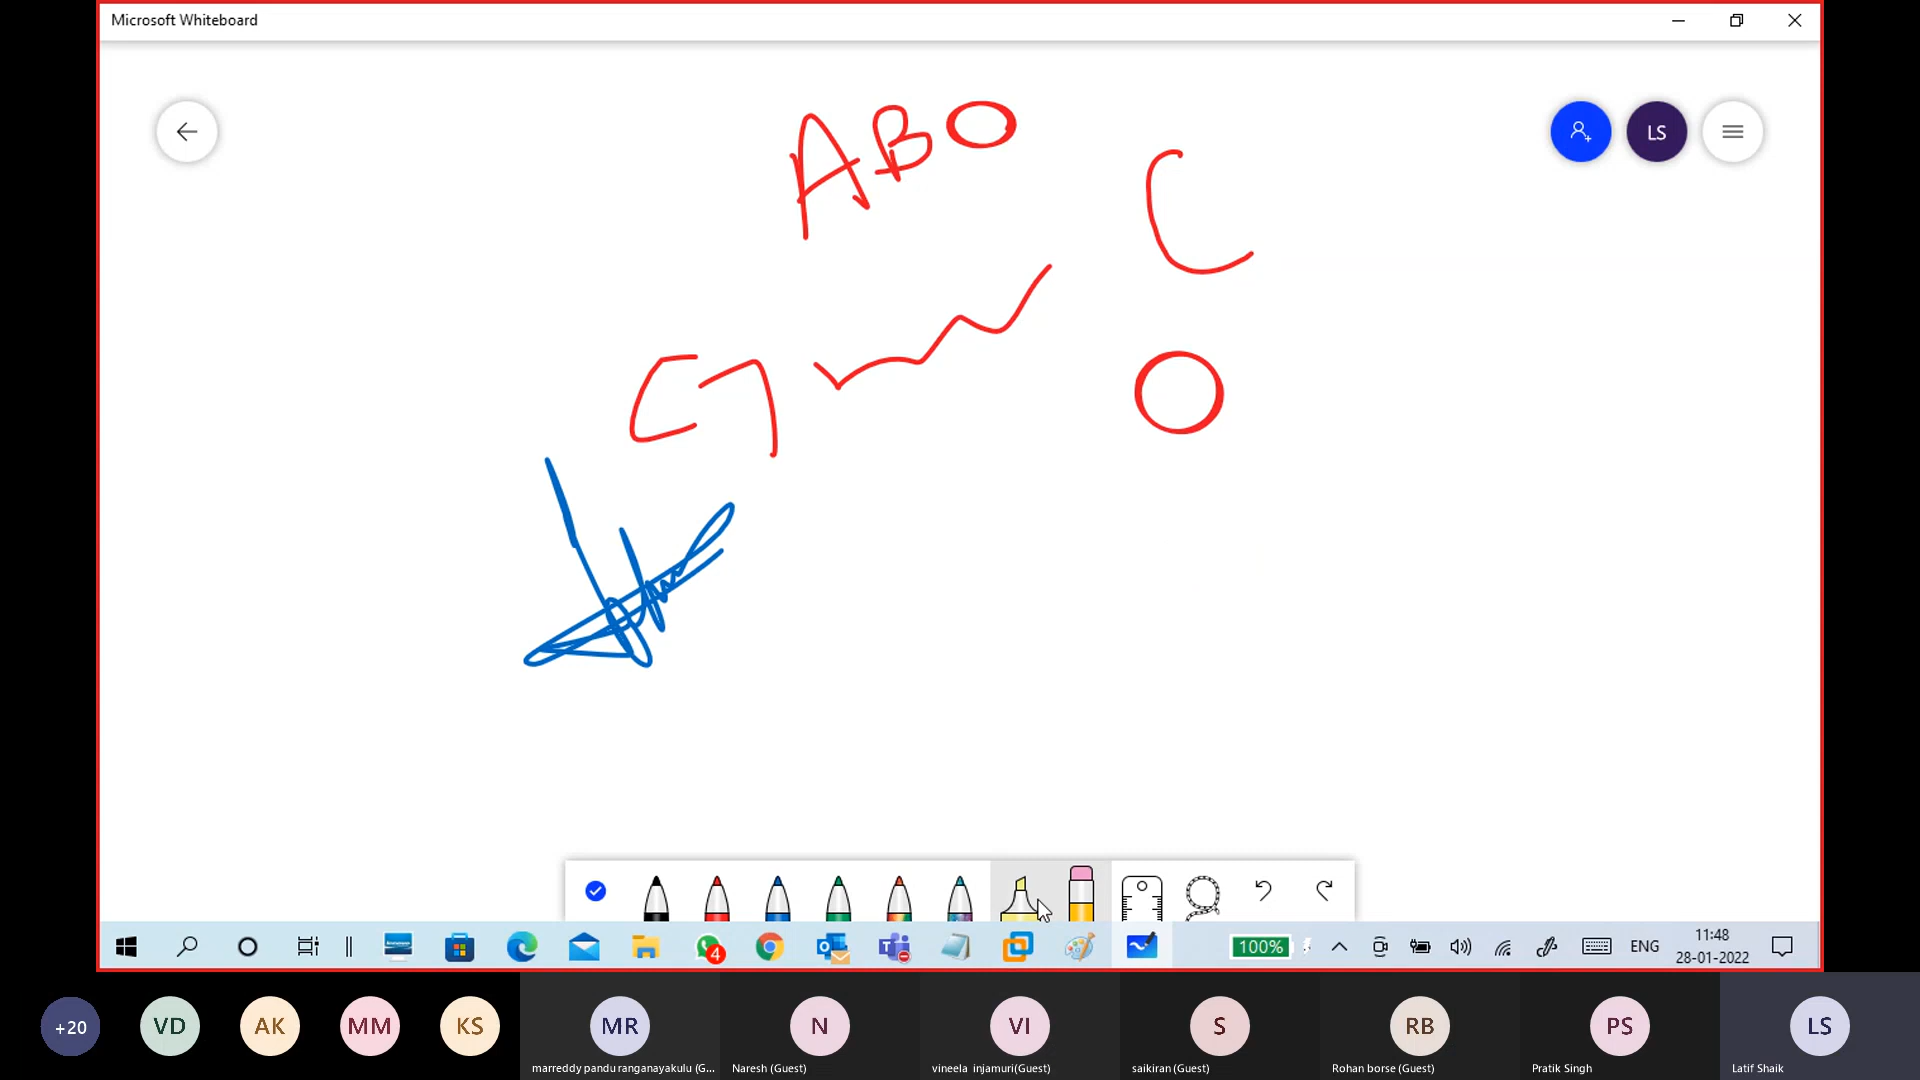 Microsoft Whiteboard
A B O
C
O
LS
4
100%
ENG
11:48
28-01-2022
+20
VD
AK
MM
KS
MR
N
VI
S
RB
PS
LS
marreddy pandu ranganayakulu (G...
Naresh (Guest)
vineela injamuri(Guest)
saikiran (Guest)
Rohan borse (Guest)
Pratik Singh
Latif Shaik